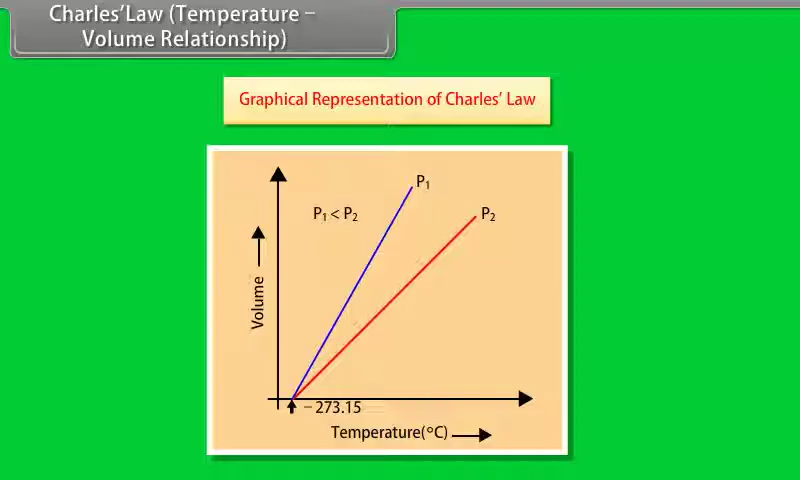 Charles’Law (Temperature –
Volume Relationship)
Graphical Representation of Charles’ Law
P₁
P₁ < P₂
P₂
Volume
– 273.15
Temperature(°C)